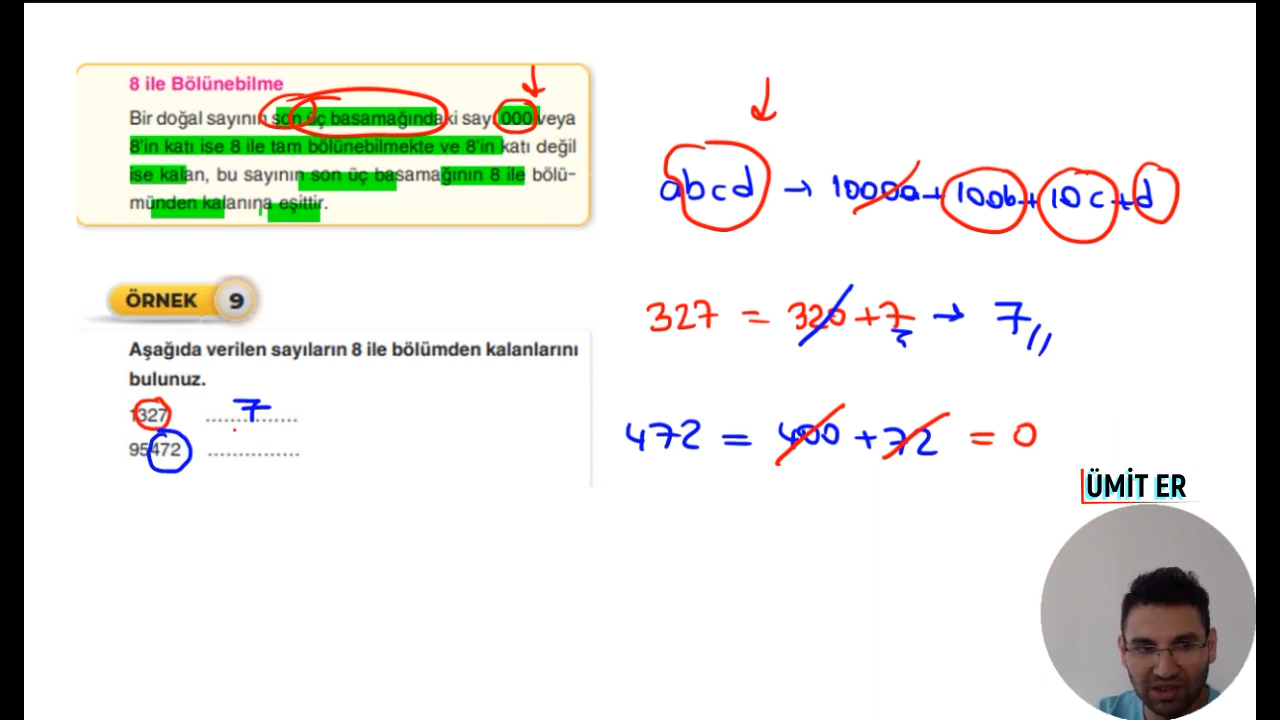 8 ile Bölünebilme
Bir doğal sayının son üç basamağındaki sayı 000 veya
8'in katı ise 8 ile tam bölünebilmekte ve 8'in katı değil
ise kalan, bu sayının son üç basamağının 8 ile bölü-
münden kalanına eşittir.
abcd → 1000a + 100b + 10c + d
ÖRNEK 9
Aşağıda verilen sayıların 8 ile bölümden kalanlarını
bulunuz.
1327 ............... 7
95472 ...............
327 = 320 + 7 → 7
472 = 400 + 72 = 0
ÜMİT ER